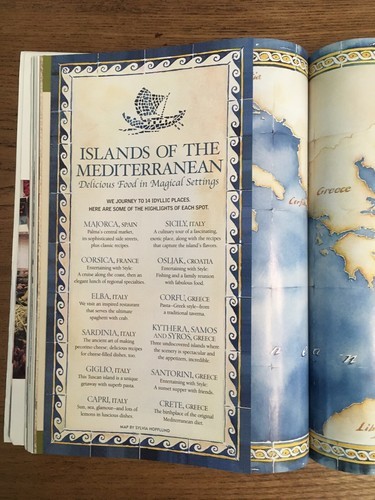 ISLANDS OF THE
MEDITERRANEAN
Delicious Food in Magical Settings
WE JOURNEY TO 14 IDYLLIC PLACES.
HERE ARE SOME OF THE HIGHLIGHTS OF EACH SPOT.
MAJORCA, SPAIN
Palma's central market,
its sophisticated side streets,
plus classic recipes.
CORSICA, FRANCE
Entertaining with Style:
A cruise along the coast, then an
elegant lunch of regional specialties.
ELBA, ITALY
We visit an inspired restaurant
that serves the ultimate
spaghetti with crab.
SARDINIA, ITALY
The ancient art of making
pecorino cheese; delicious recipes
for cheese-filled dishes, too.
GIGLIO, ITALY
This Tuscan island is a unique
getaway with superb pasta.
CAPRI, ITALY
Sun, sea, glamour—and lots of
lemons in luscious dishes.
SICILY, ITALY
A culinary tour of a fascinating,
exotic place, along with the recipes
that capture the island's flavors.
OSLJAK, CROATIA
Entertaining with Style:
Fishing and a family reunion
with fabulous food.
CORFU, GREECE
Pasta—Greek style—from
a traditional taverna.
KYTHERA, SAMOS
AND SYROS, GREECE
Three undiscovered islands where
the scenery is spectacular and
the appetizers, incredible.
SANTORINI, GREECE
Entertaining with Style:
A sunset supper with friends.
CRETE, GREECE
The birthplace of the original
Mediterranean diet.
MAP BY SYLVIA HOFFLUND
Greece
Corfu
n e a n